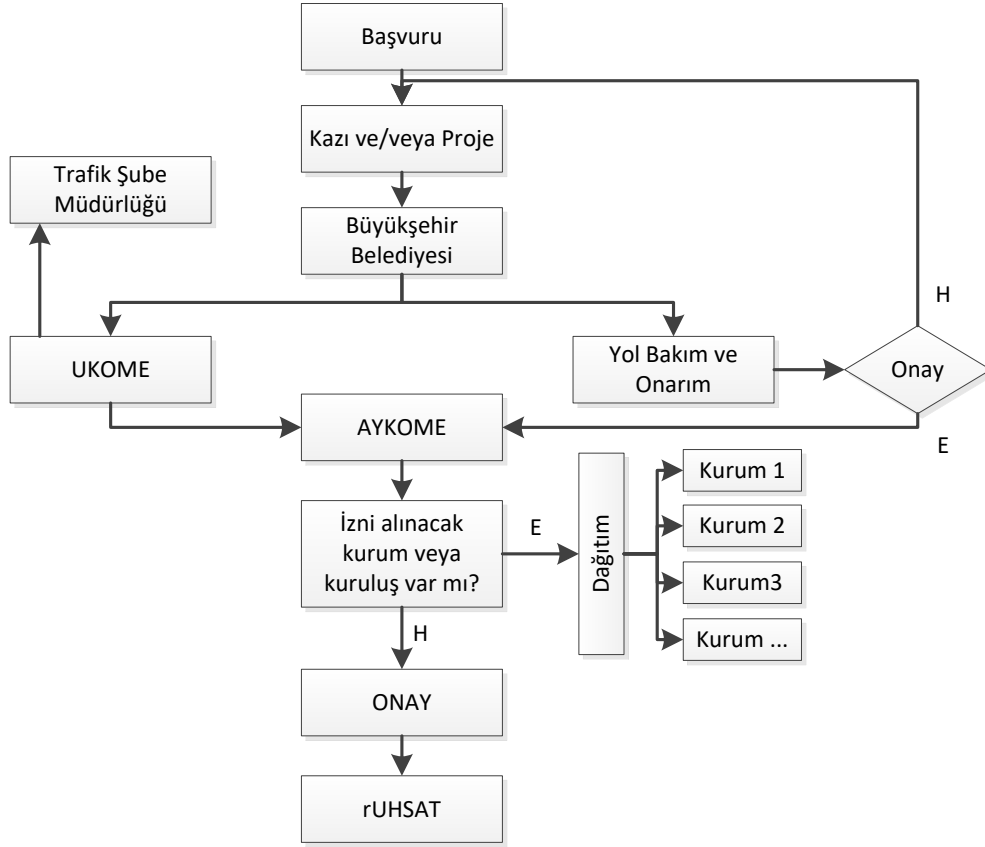 Başvuru
Kazı ve/veya Proje
Trafik Şube
Müdürlüğü
Büyükşehir
Belediyesi
H
UKOME
Yol Bakım ve
Onarım
Onay
AYKOME
E
İzni alınacak
kurum veya
kuruluş var mı?
E
Dağıtım
Kurum 1
Kurum 2
Kurum3
Kurum ...
H
ONAY
rUHSAT